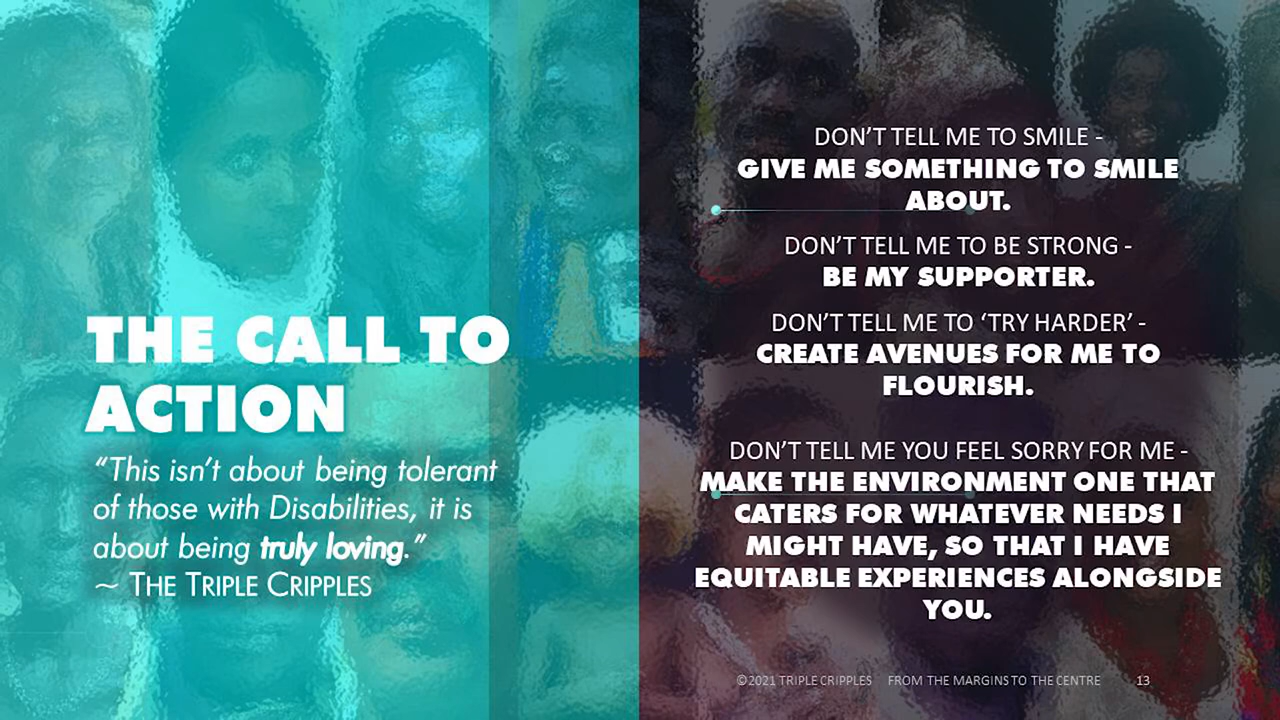 THE CALL TO
ACTION
“This isn’t about being tolerant
of those with Disabilities, it is
about being truly loving.”
~ THE TRIPLE CRIPPLES
DON’T TELL ME TO SMILE -
GIVE ME SOMETHING TO SMILE
ABOUT.
DON’T TELL ME TO BE STRONG -
BE MY SUPPORTER.
DON’T TELL ME TO ‘TRY HARDER’ -
CREATE AVENUES FOR ME TO
FLOURISH.
DON’T TELL ME YOU FEEL SORRY FOR ME -
MAKE THE ENVIRONMENT ONE THAT
CATERS FOR WHATEVER NEEDS I
MIGHT HAVE, SO THAT I HAVE
EQUITABLE EXPERIENCES ALONGSIDE
YOU.
©2021 TRIPLE CRIPPLES FROM THE MARGINS TO THE CENTRE 13